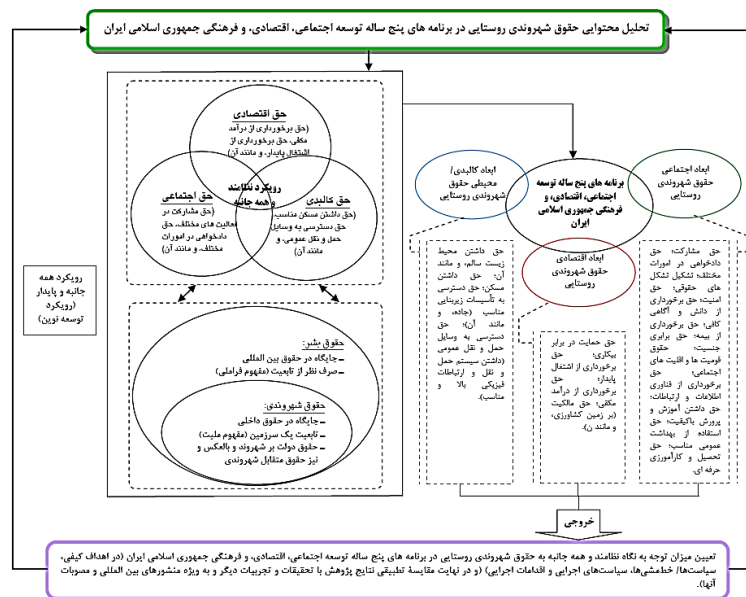 تحلیل محتوایی حقوق شهروندی روستایی در برنامه های پنج ساله توسعه اجتماعی، اقتصادی، و فرهنگی جمهوری اسلامی ایران
حق اقتصادی
(حق برخورداری از درآمد
مکفی، حق برخورداری از
اشتغال پایدار، و مانند آن)
حق اجتماعی
(حق مشارکت در
فعالیت های مختلف، حق
دادخواهی در امورات
مختلف، و مانند آن)
رویکرد نظامند
و همه جانبه
حق کالبدی
(حق داشتن مسکن مناسب،
حق دسترسی به وسایل
حمل و نقل عمومی، و
مانند آن)
ابعاد اجتماعی
حقوق شهروندی
روستایی
برنامه های پنج ساله توسعه
اجتماعی، اقتصادی، و
فرهنگی جمهوری اسلامی
ایران
ابعاد کالبدی/
محیطی حقوق
شهروندی روستایی
ابعاد اقتصادی
حقوق شهروندی
روستایی
حق مشارکت؛ حق
دادخواهی در امورات
مختلف؛ تشکیل تشکل
های حقوقی؛ حق
امنیت؛ حق برخورداری
از دانش و آگاهی
کافی؛ حق برخورداری
از بیمه؛ حق برابری
جنسیت؛ حقوق
قومیت ها و اقلیت های
اجتماعی؛ حق
برخورداری از فناوری
اطلاعات و ارتباطات؛
حق داشتن آموزش و
پرورش باکیفیت؛ حق
استفاده از بهداشت
عمومی مناسب؛ حق
تحصیل و کارآموزی
حرفه ای.
حق حمایت در برابر
بیکاری؛ حق
برخورداری از اشتغال
پایدار؛ حق
برخورداری از درآمد
مکفی؛ حق مالکیت
(بر زمین کشاورزی،
و مانند ن).
حق داشتن محیط
زیست سالم، و مانند
آن؛ حق داشتن
مسکن؛ حق دسترسی
به تأسیسات زیربنایی
مناسب (جاده، و
مانند آن)؛ حق
دسترسی به وسایل
حمل و نقل عمومی
(داشتن سیستم حمل
و نقل و ارتباطات
فیزیکی بالا و
مناسب).
رویکرد همه
جانبه و پایدار
(رویکرد
توسعه نوین)
حقوق بشر:
ـ جایگاه در حقوق بین المللی
ـ صرف نظر از تابعیت (مفهوم فراملی)
حقوق شهروندی:
ـ جایگاه در حقوق داخلی
ـ تابعیت یک سرزمین (مفهوم ملیت)
ـ حقوق دولت بر شهروند و بالعکس و
نیز حقوق متقابل شهروندی
خروجی
تعیین میزان توجه به نگاه نظامند و همه جانبه به حقوق شهروندی روستایی در برنامه های پنج ساله توسعه اجتماعی، اقتصادی، و فرهنگی جمهوری اسلامی ایران (در اهداف کیفی،
سیاست‌ها/ خط‌مشی‌ها، سیاست‌های اجرایی و اقدامات اجرایی) (و در نهایت مقایسهٔ تطبیقی نتایج پژوهش با تحقیقات و تجربیات دیگر و به ویژه منشورهای بین المللی و مصوبات
آنها).